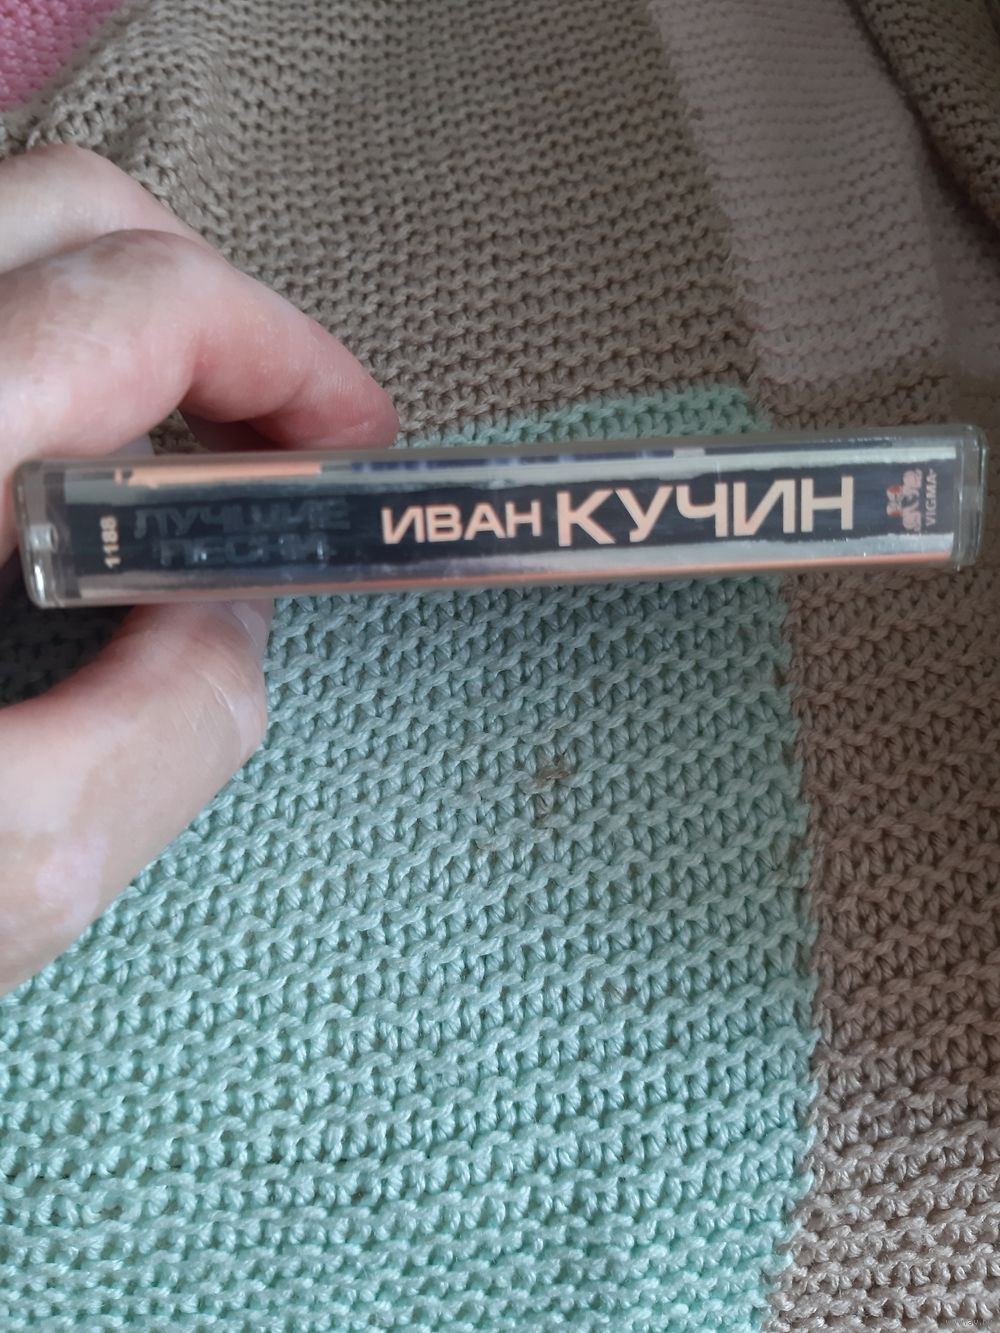 1188
ЛУЧШИЕ
ПЕСНИ
ИВАН КУЧИН
VIGMA